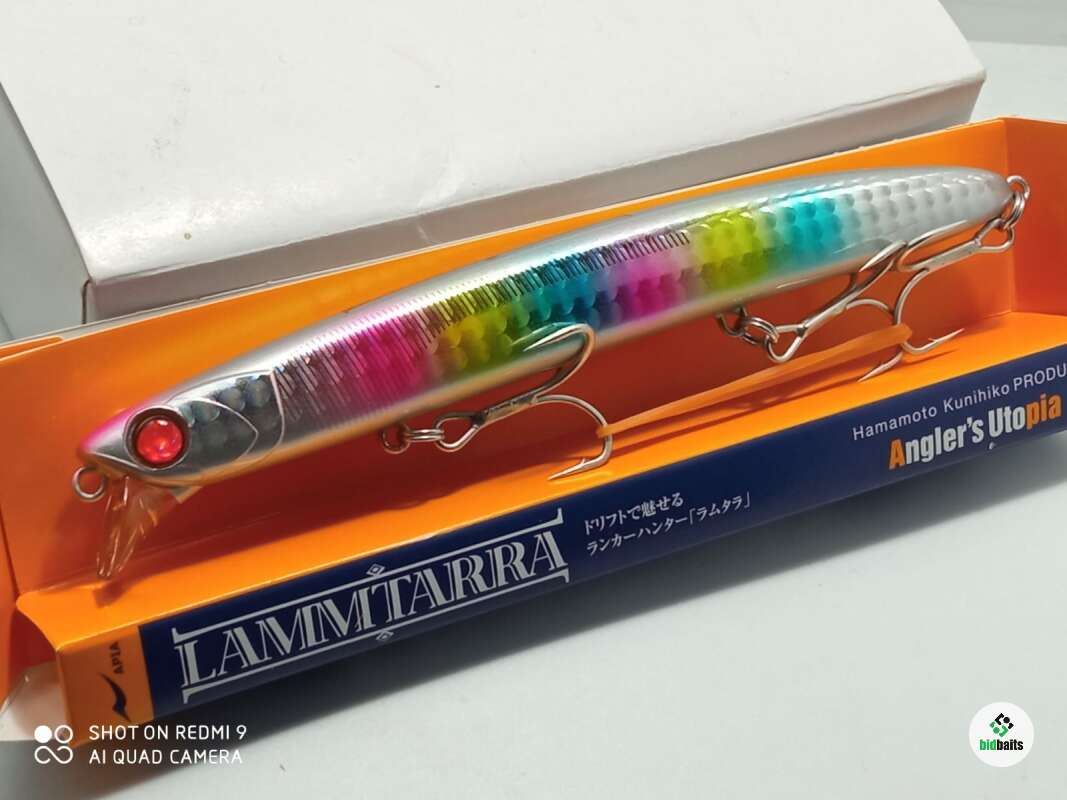 Hamamoto Kunihiko PRODU
Angler's Utopia
ドリフトで魅せる
ランカーハンター「ラムタラ」
LAMMTARRA
APIA
SHOT ON REDMI 9
AI QUAD CAMERA
bidbaits